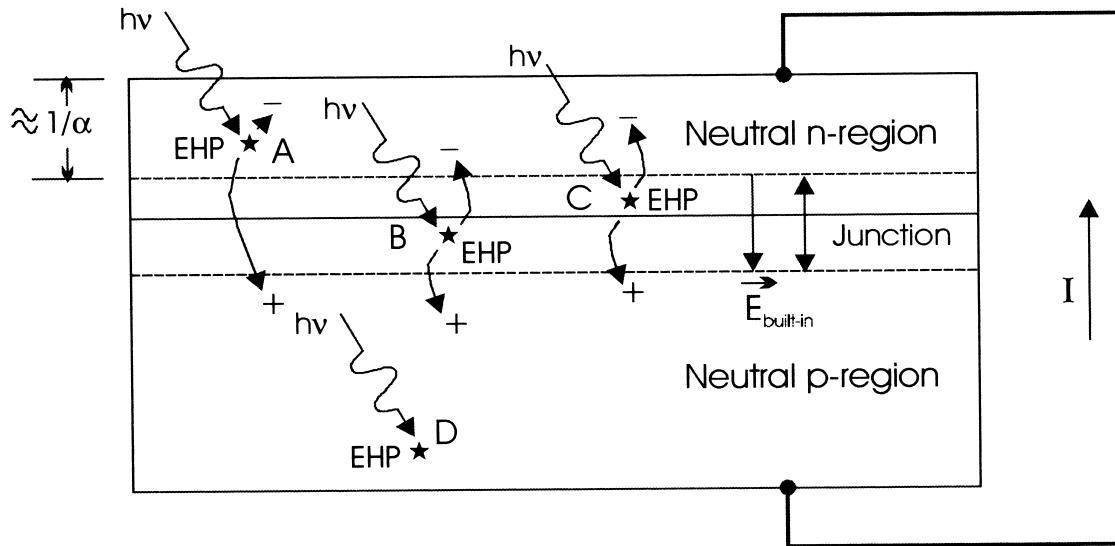 hν
hν
≈ 1/α
−
EHP A
hν
−
Neutral n-region
−
C EHP
B
EHP
Junction
+
+
+
E built-in
I
hν
Neutral p-region
D
EHP